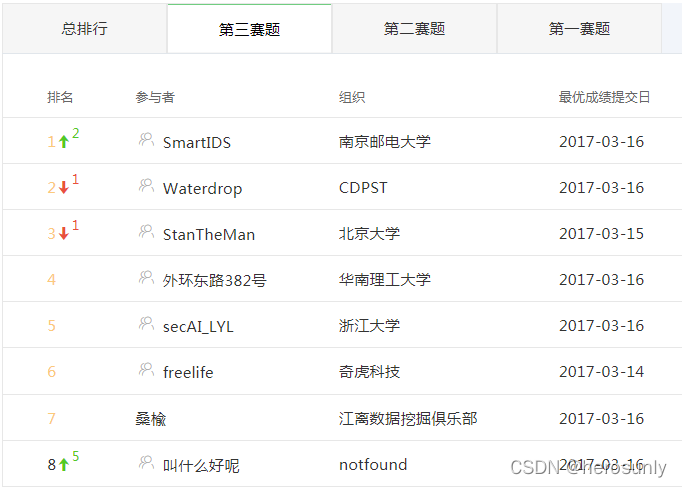 总排行 第三赛题 第二赛题 第一赛题
排名 参与者 组织 最优成绩提交日
1 2 SmartIDS 南京邮电大学 2017-03-16
2 1 Waterdrop CDPST 2017-03-16
3 1 StanTheMan 北京大学 2017-03-15
4 外环东路382号 华南理工大学 2017-03-16
5 secAI_LYL 浙江大学 2017-03-16
6 freelife 奇虎科技 2017-03-14
7 桑榆 江离数据挖掘俱乐部 2017-03-16
8 5 叫什么好呢 notfound 2017-03-16
CSDN @herosunly